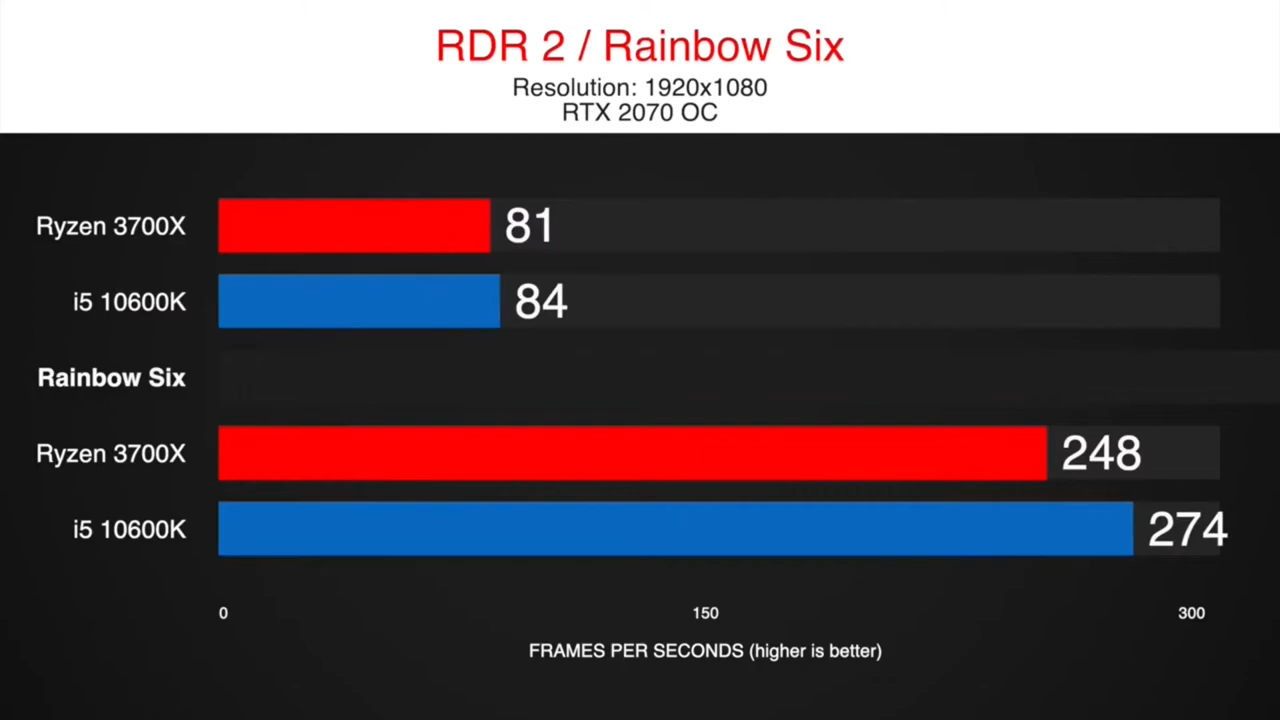 RDR 2 / Rainbow Six
Resolution: 1920x1080
RTX 2070 OC
Ryzen 3700X 81
i5 10600K 84
Rainbow Six
Ryzen 3700X 248
i5 10600K 274
0 150 300
FRAMES PER SECONDS (higher is better)